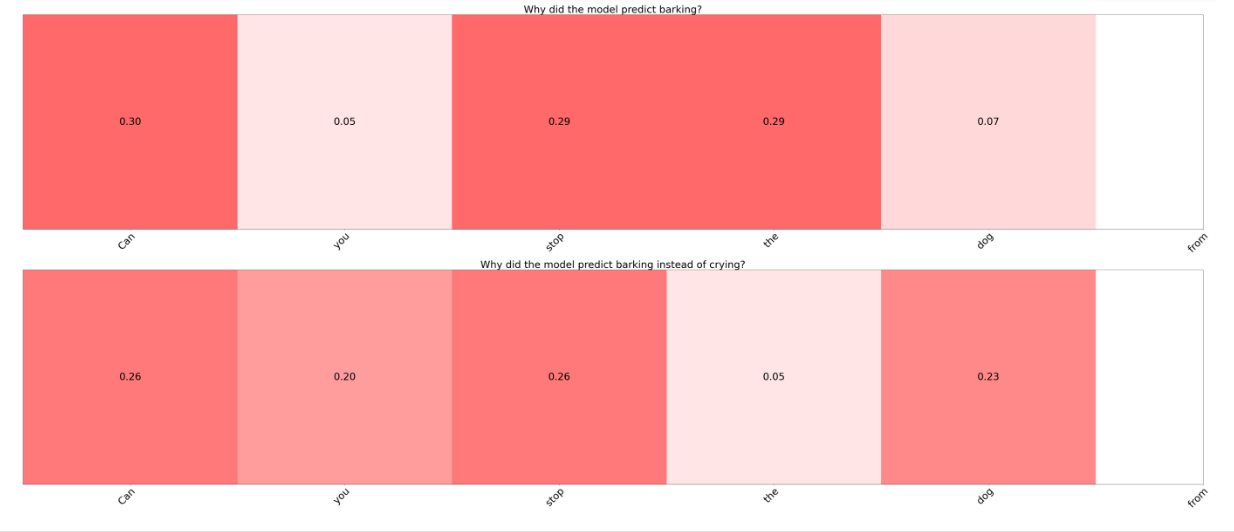 Why did the model predict barking?
0.30 0.05 0.29 0.29 0.07
Can you stop the dog from
Why did the model predict barking instead of crying?
0.26 0.20 0.26 0.05 0.23
Can you stop the dog from